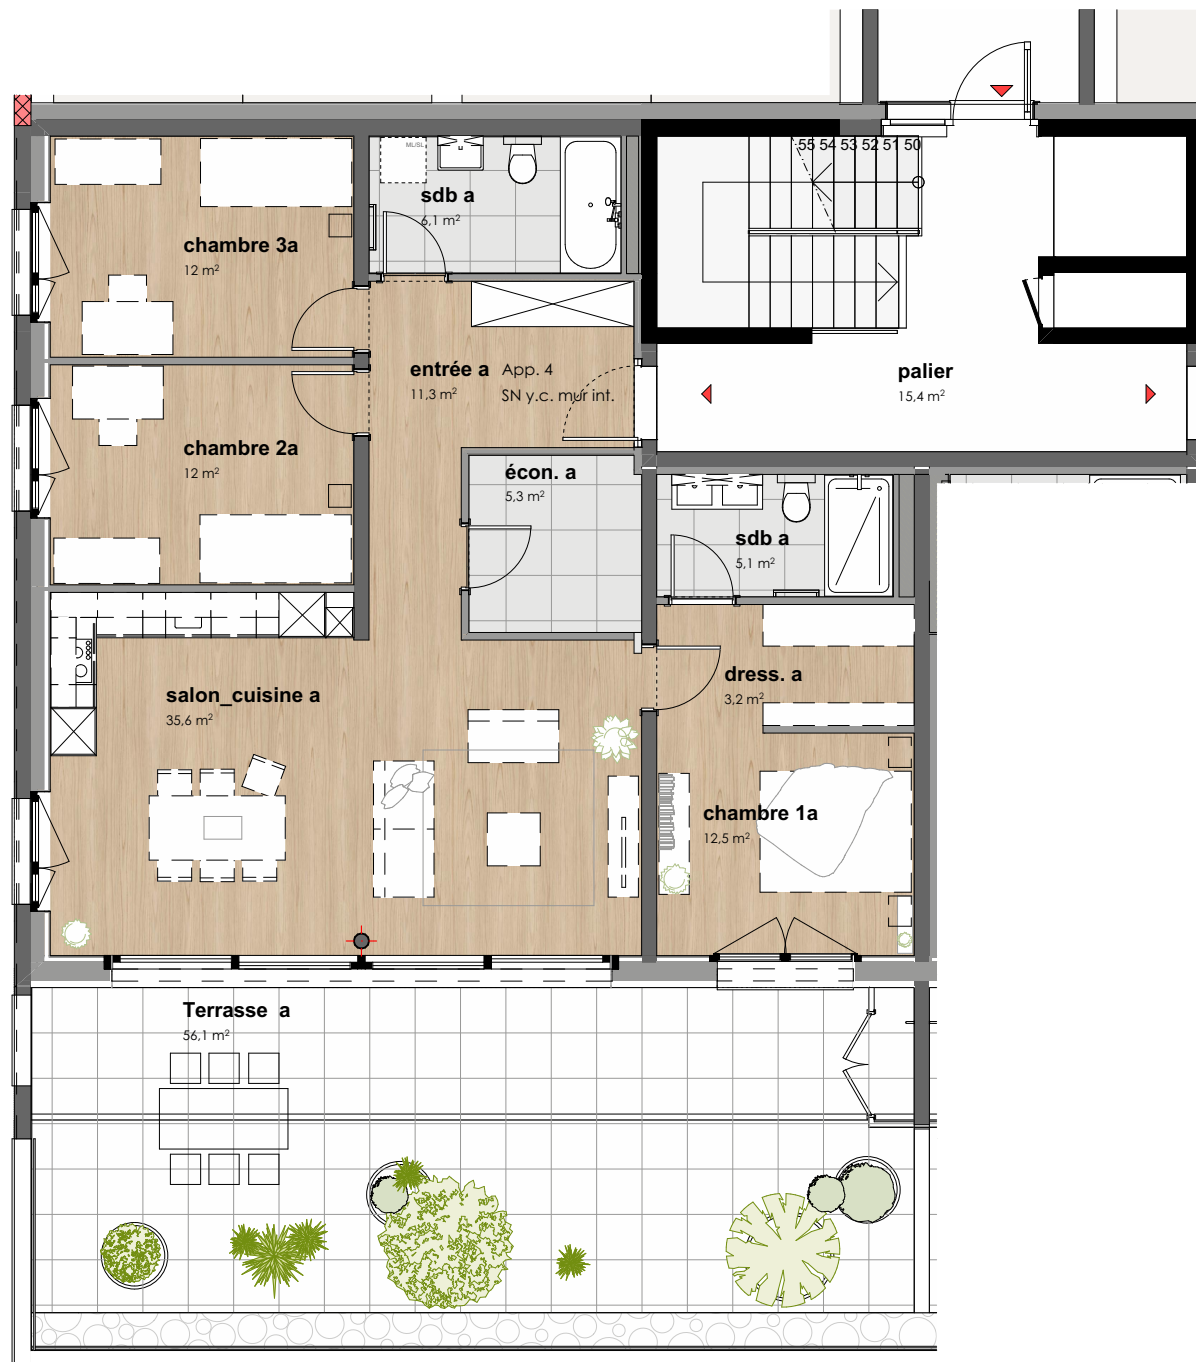 55 54 53 52 51 50
ML/SL
sdb a
6,1 m²
chambre 3a
12 m²
entrée a App. 4
11,3 m² SN y.c. mur int.
palier
15,4 m²
chambre 2a
12 m²
écon. a
5,3 m²
sdb a
5,1 m²
dress. a
3,2 m²
salon_cuisine a
35,6 m²
chambre 1a
12,5 m²
Terrasse a
56,1 m²